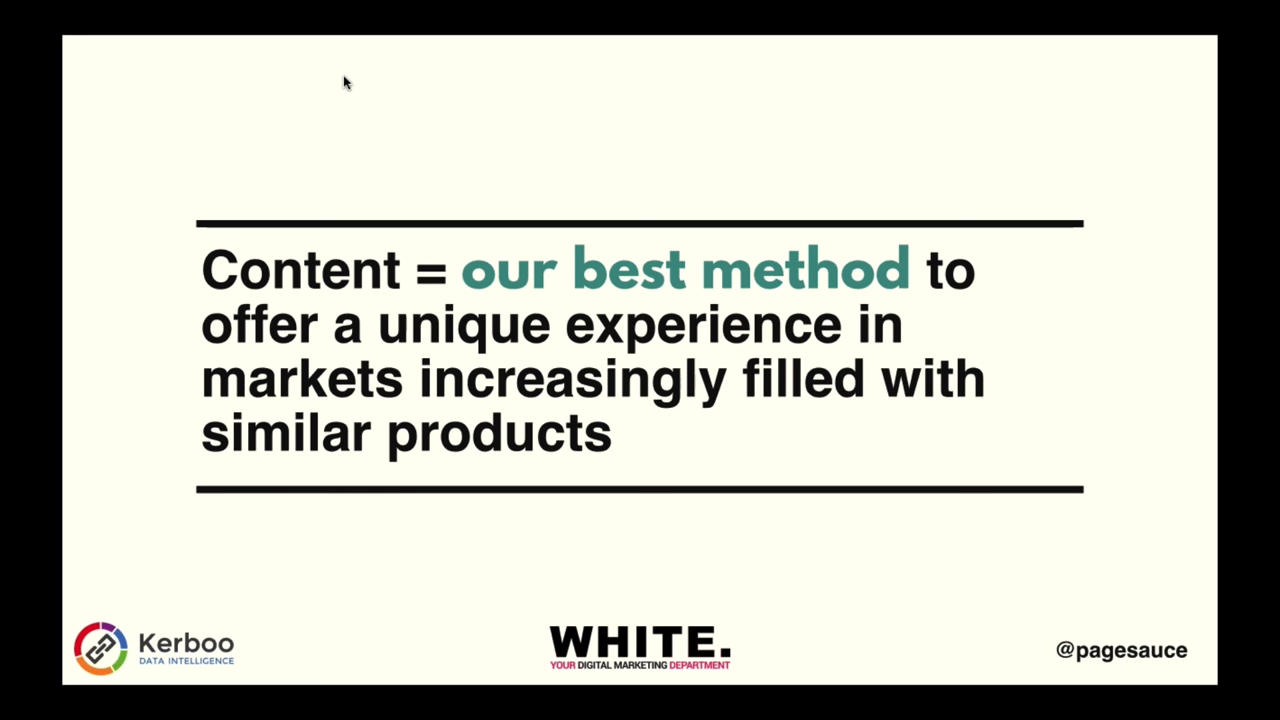 Content = our best method to
offer a unique experience in
markets increasingly filled with
similar products
Kerboo
DATA INTELLIGENCE
WHITE.
YOUR DIGITAL MARKETING DEPARTMENT
@pagesauce